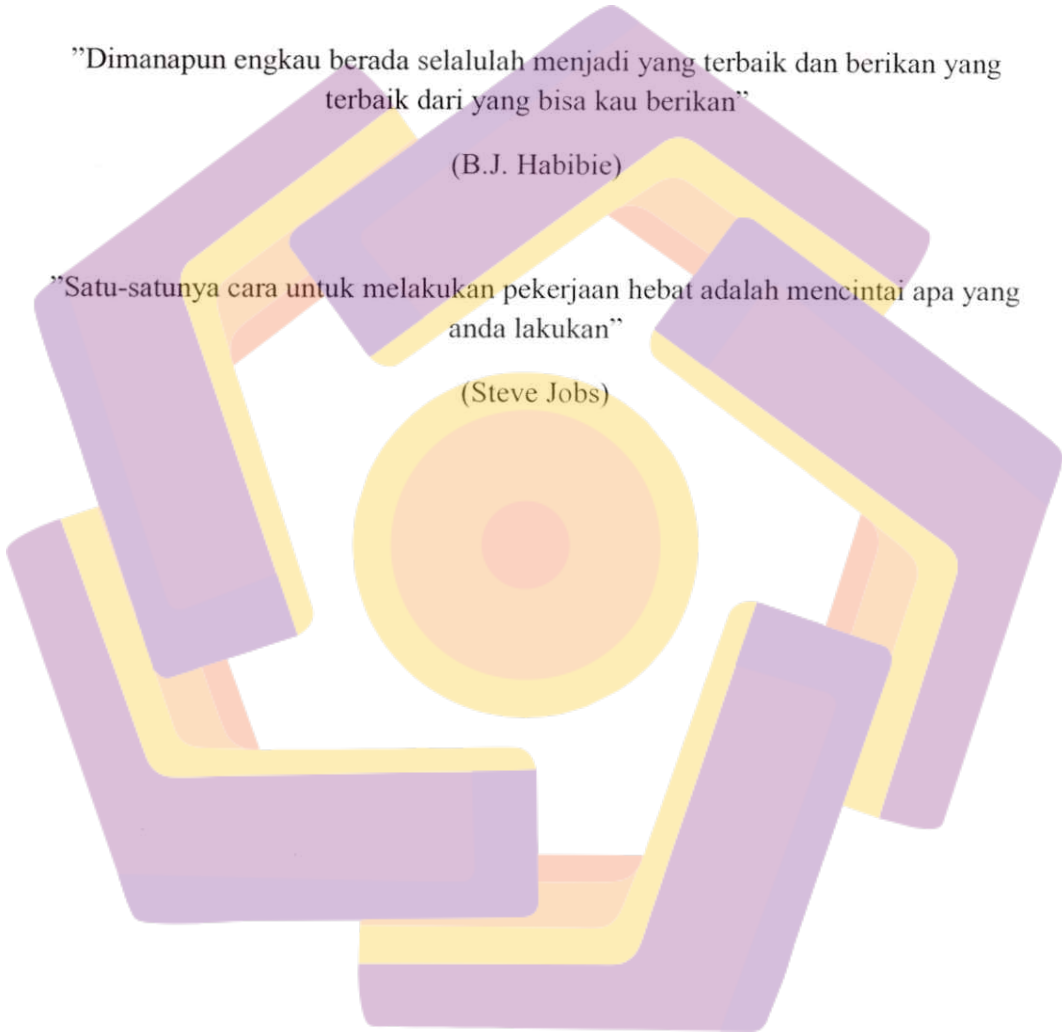 ”Dimanapun engkau berada selalulah menjadi yang terbaik dan berikan yang
terbaik dari yang bisa kau berikan”
(B.J. Habibie)
”Satu-satunya cara untuk melakukan pekerjaan hebat adalah mencintai apa yang
anda lakukan”
(Steve Jobs)